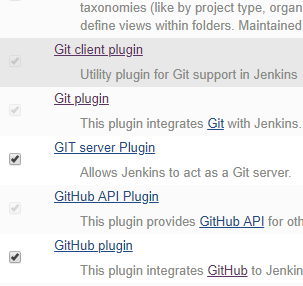 taxonomies (like by project type, organ
define views within folders. Maintained
Git client plugin
Utility plugin for Git support in Jenkins
Git plugin
This plugin integrates Git with Jenkins.
GIT server Plugin
Allows Jenkins to act as a Git server.
GitHub API Plugin
This plugin provides GitHub API for oth
GitHub plugin
This plugin integrates GitHub to Jenkin